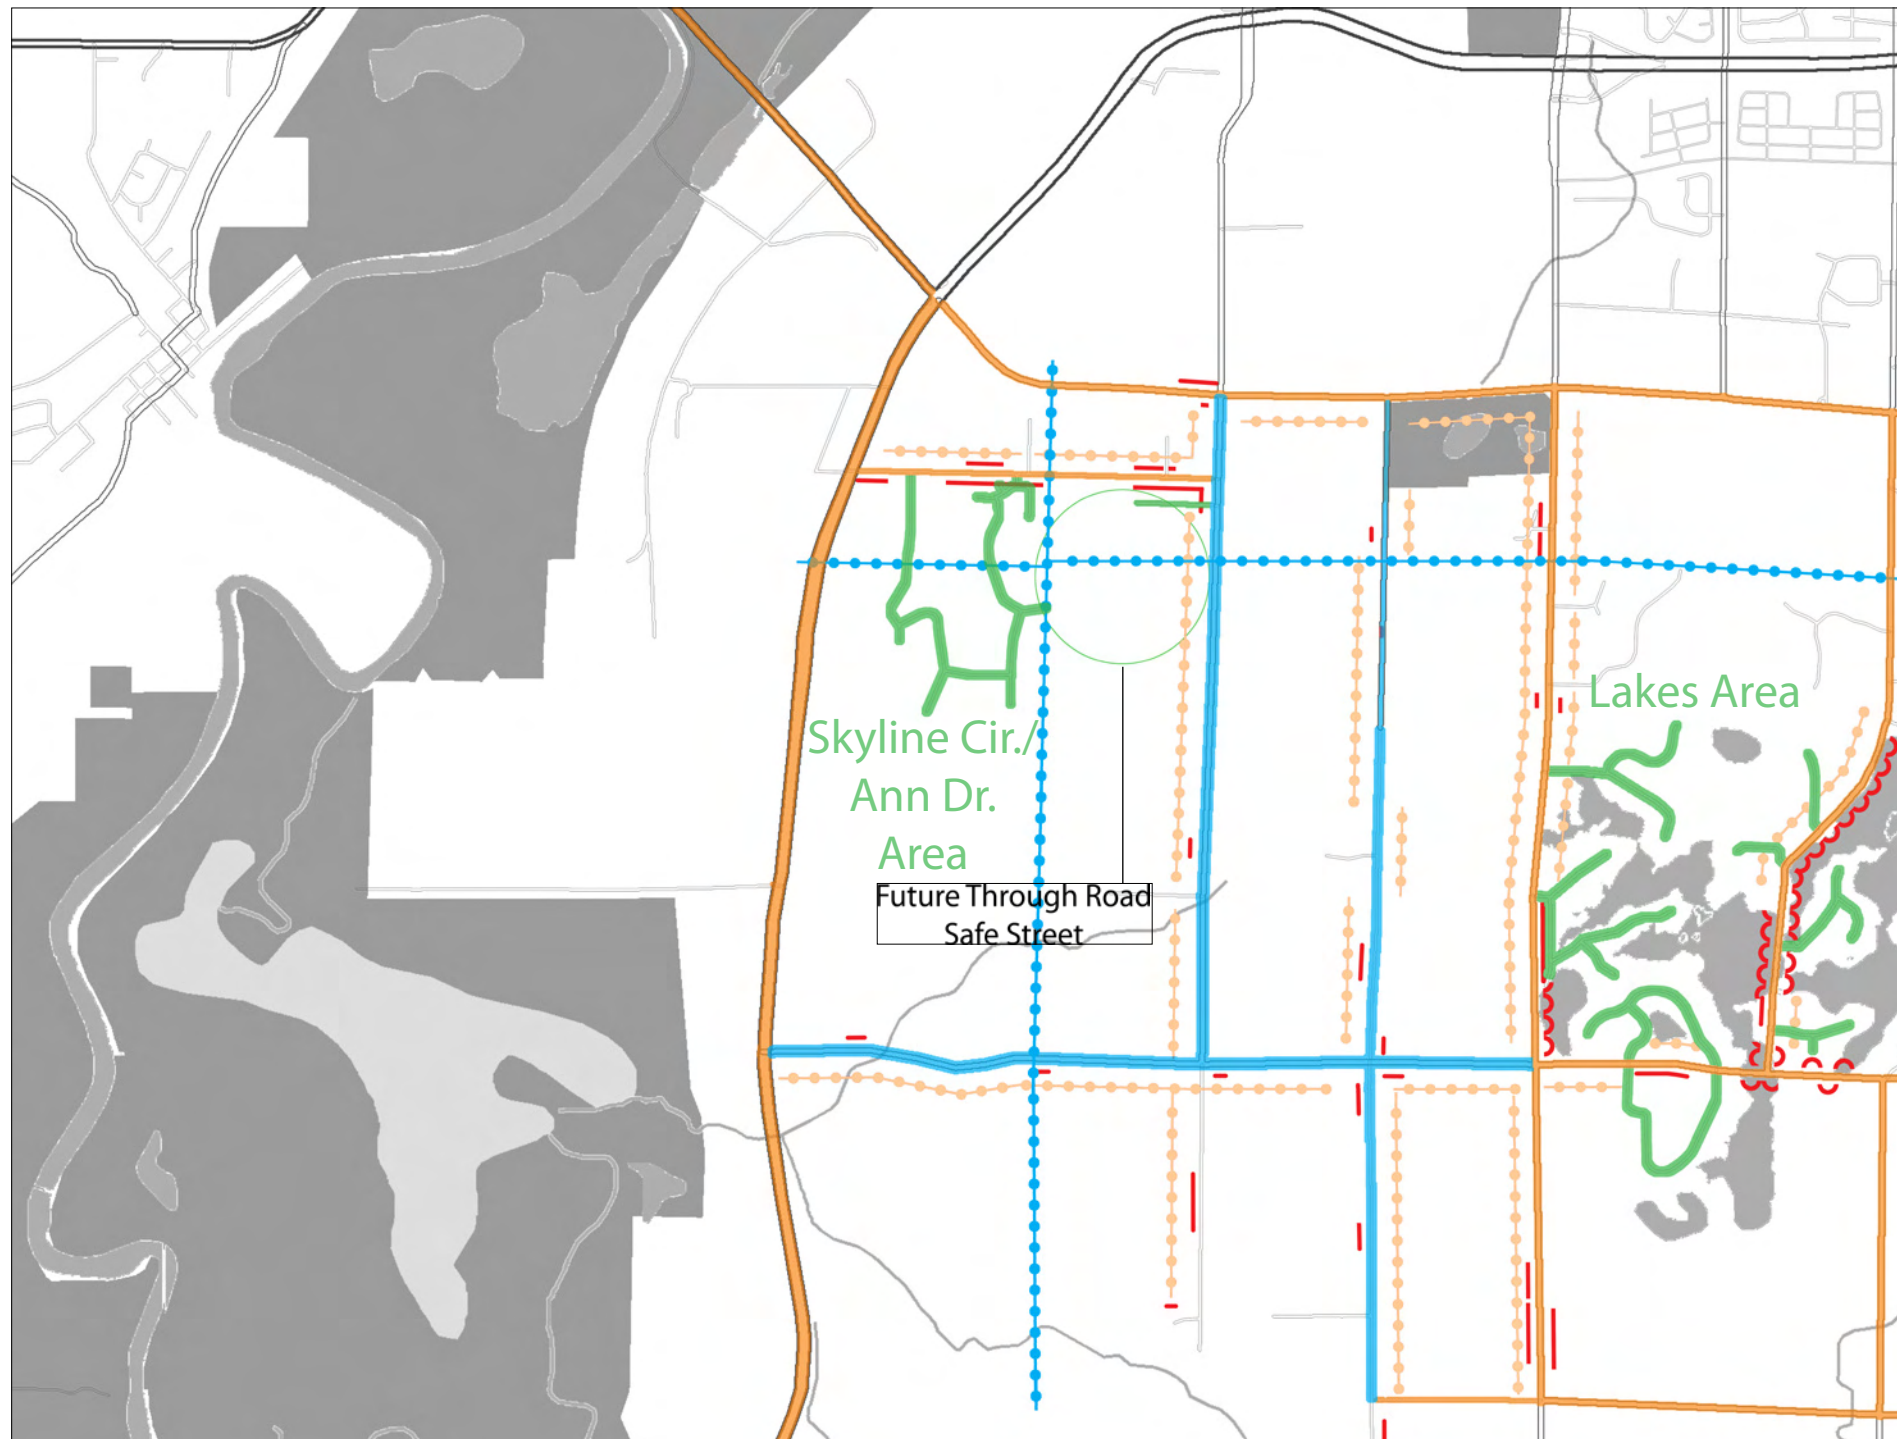 Lakes Area
Skyline Cir./
Ann Dr.
Area
Future Through Road
Safe Street